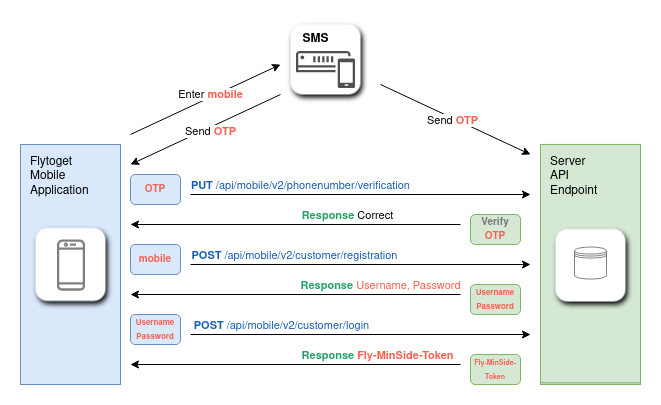 SMS
Enter mobile
Send OTP
Send OTP
Flytoget
Mobile
Application
Server
API
Endpoint
OTP
PUT /api/mobile/v2/phonenumber/verification
Response Correct
Verify
OTP
mobile
POST /api/mobile/v2/customer/registration
Response Username, Password
Username
Password
Username
Password
POST /api/mobile/v2/customer/login
Response Fly-MinSide-Token
Fly-MinSide-
Token